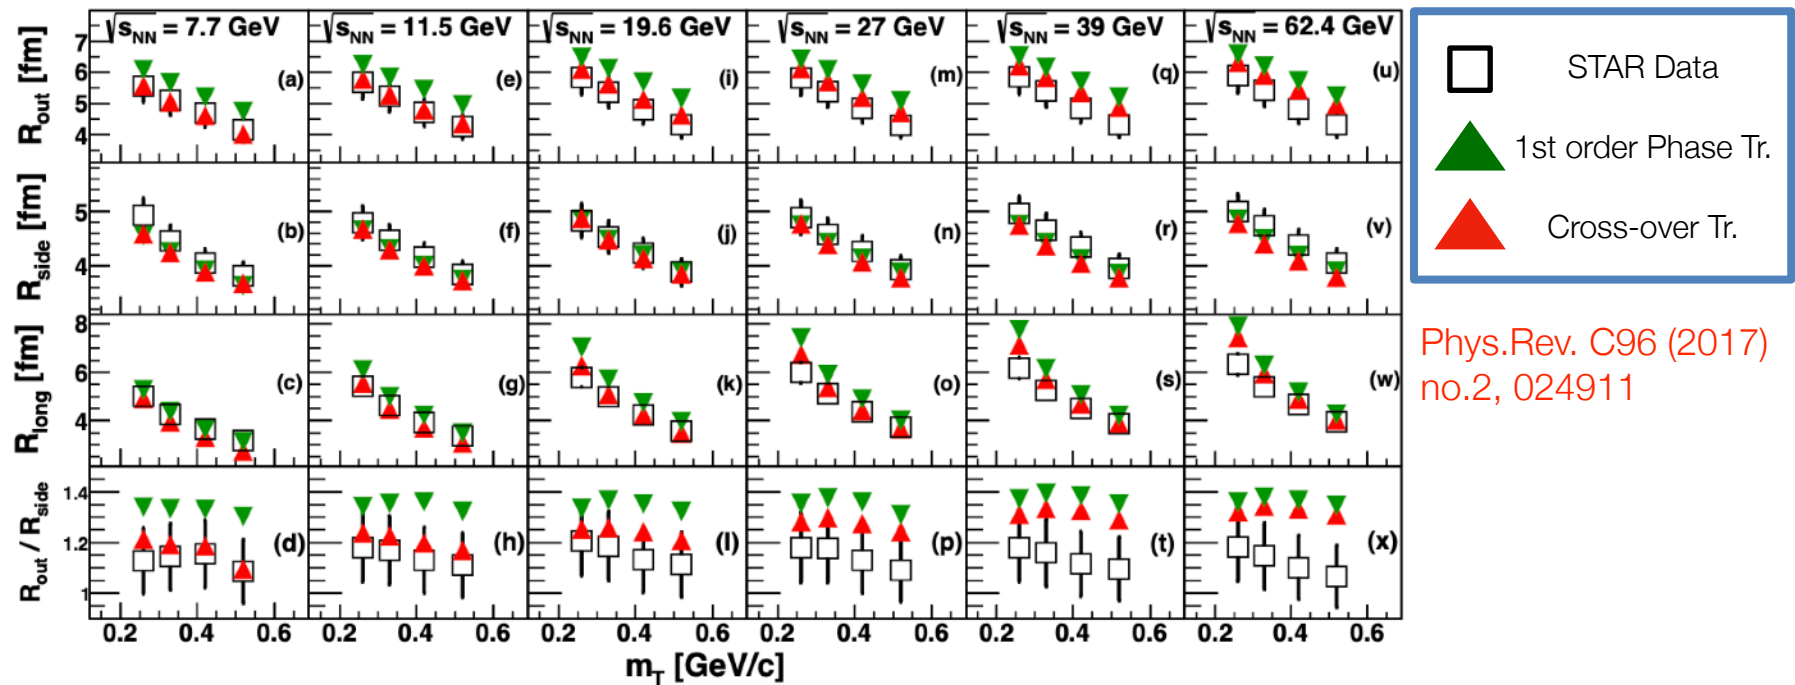 √sNN = 7.7 GeV √sNN = 11.5 GeV √sNN = 19.6 GeV √sNN = 27 GeV √sNN = 39 GeV √sNN = 62.4 GeV
Rout [fm]
7
6
5
4
(a) (e) (i) (m) (q) (u)
Rside [fm]
5
4
(b) (f) (j) (n) (r) (v)
Rlong [fm]
8
6
4
(c) (g) (k) (o) (s) (w)
Rout / Rside
1.4
1.2
1
(d) (h) (l) (p) (t) (x)
0.2 0.4 0.6 0.2 0.4 0.6 0.2 0.4 0.6 0.2 0.4 0.6 0.2 0.4 0.6 0.2 0.4 0.6
mT [GeV/c]
STAR Data
1st order Phase Tr.
Cross-over Tr.
Phys.Rev. C96 (2017)
no.2, 024911